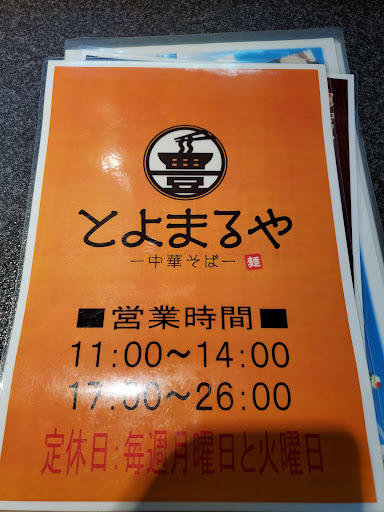 豊
とよまるや
ー中華そばー 麺
■営業時間■
11:00〜14:00
17:00〜26:00
定休日:毎週月曜日と火曜日